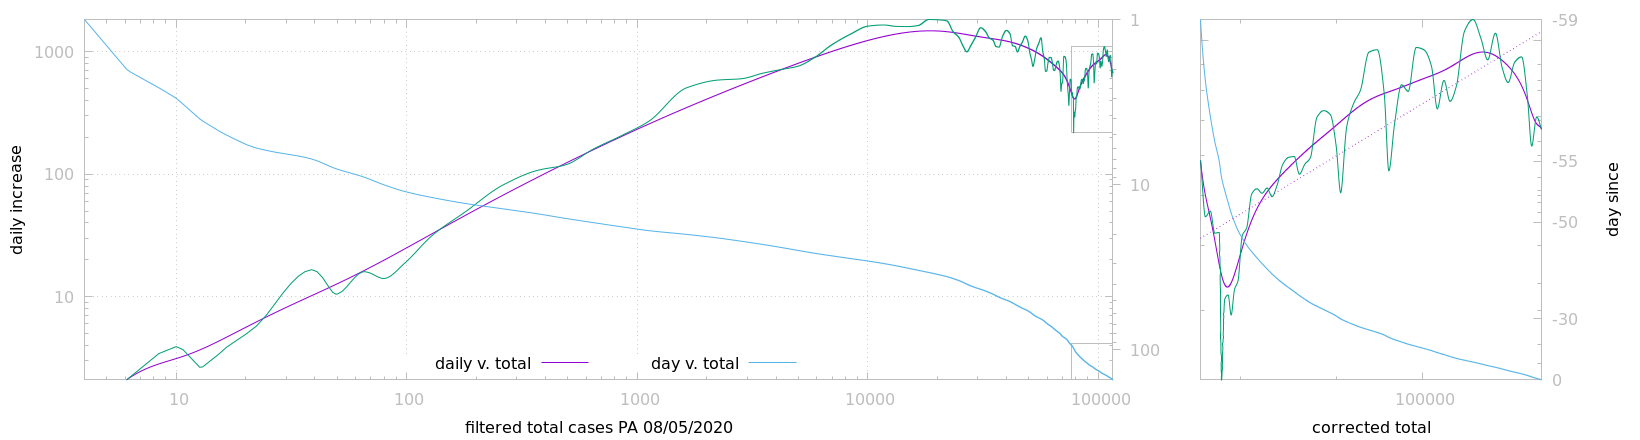 1000
100
10
daily increase
10
100
1000
10000
100000
filtered total cases PA 08/05/2020
daily v. total
day v. total
1
10
100
100000
corrected total
-59
-55
-50
-30
0
day since